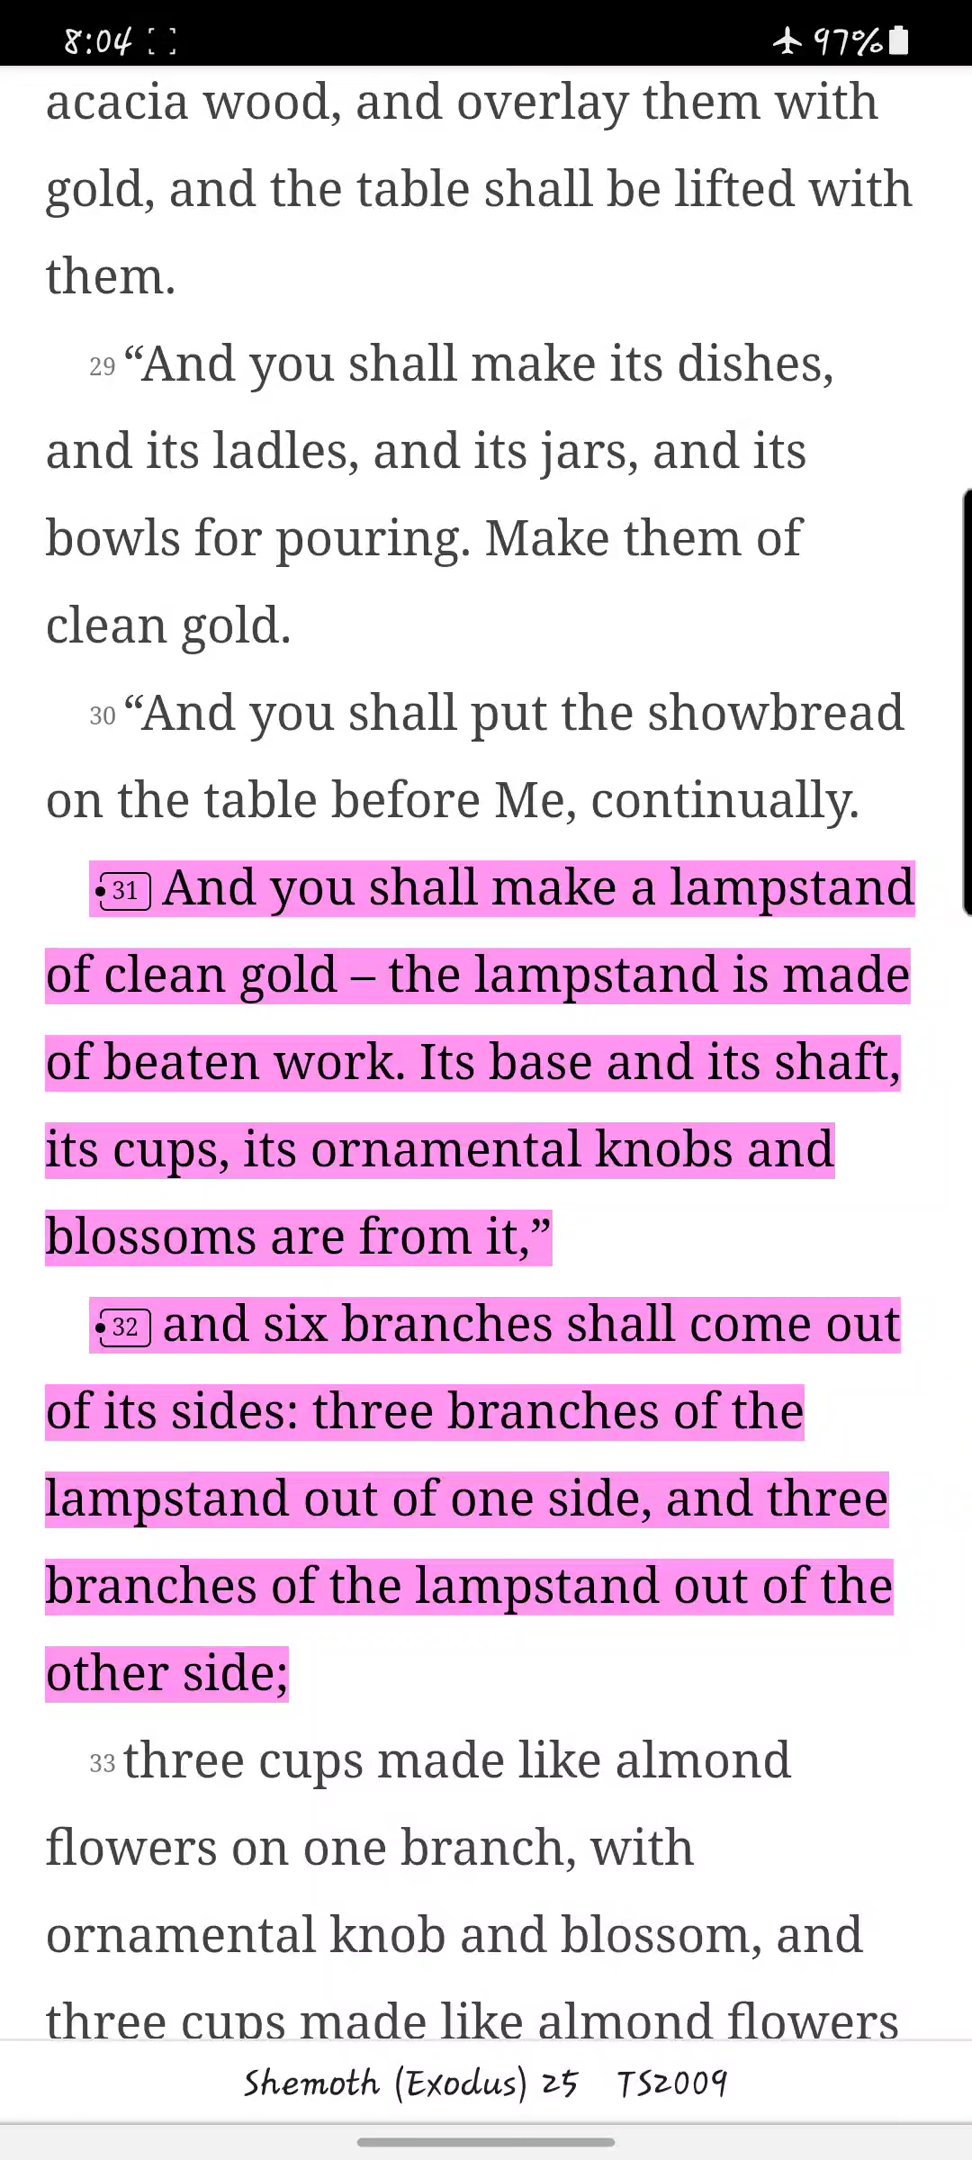 8:04 97%
acacia wood, and overlay them with
gold, and the table shall be lifted with
them.
29 “And you shall make its dishes,
and its ladles, and its jars, and its
bowls for pouring. Make them of
clean gold.
30 “And you shall put the showbread
on the table before Me, continually.
31 And you shall make a lampstand
of clean gold – the lampstand is made
of beaten work. Its base and its shaft,
its cups, its ornamental knobs and
blossoms are from it,”
32 and six branches shall come out
of its sides: three branches of the
lampstand out of one side, and three
branches of the lampstand out of the
other side;
33 three cups made like almond
flowers on one branch, with
ornamental knob and blossom, and
three cups made like almond flowers
Shemoth (Exodus) 25 TS2009